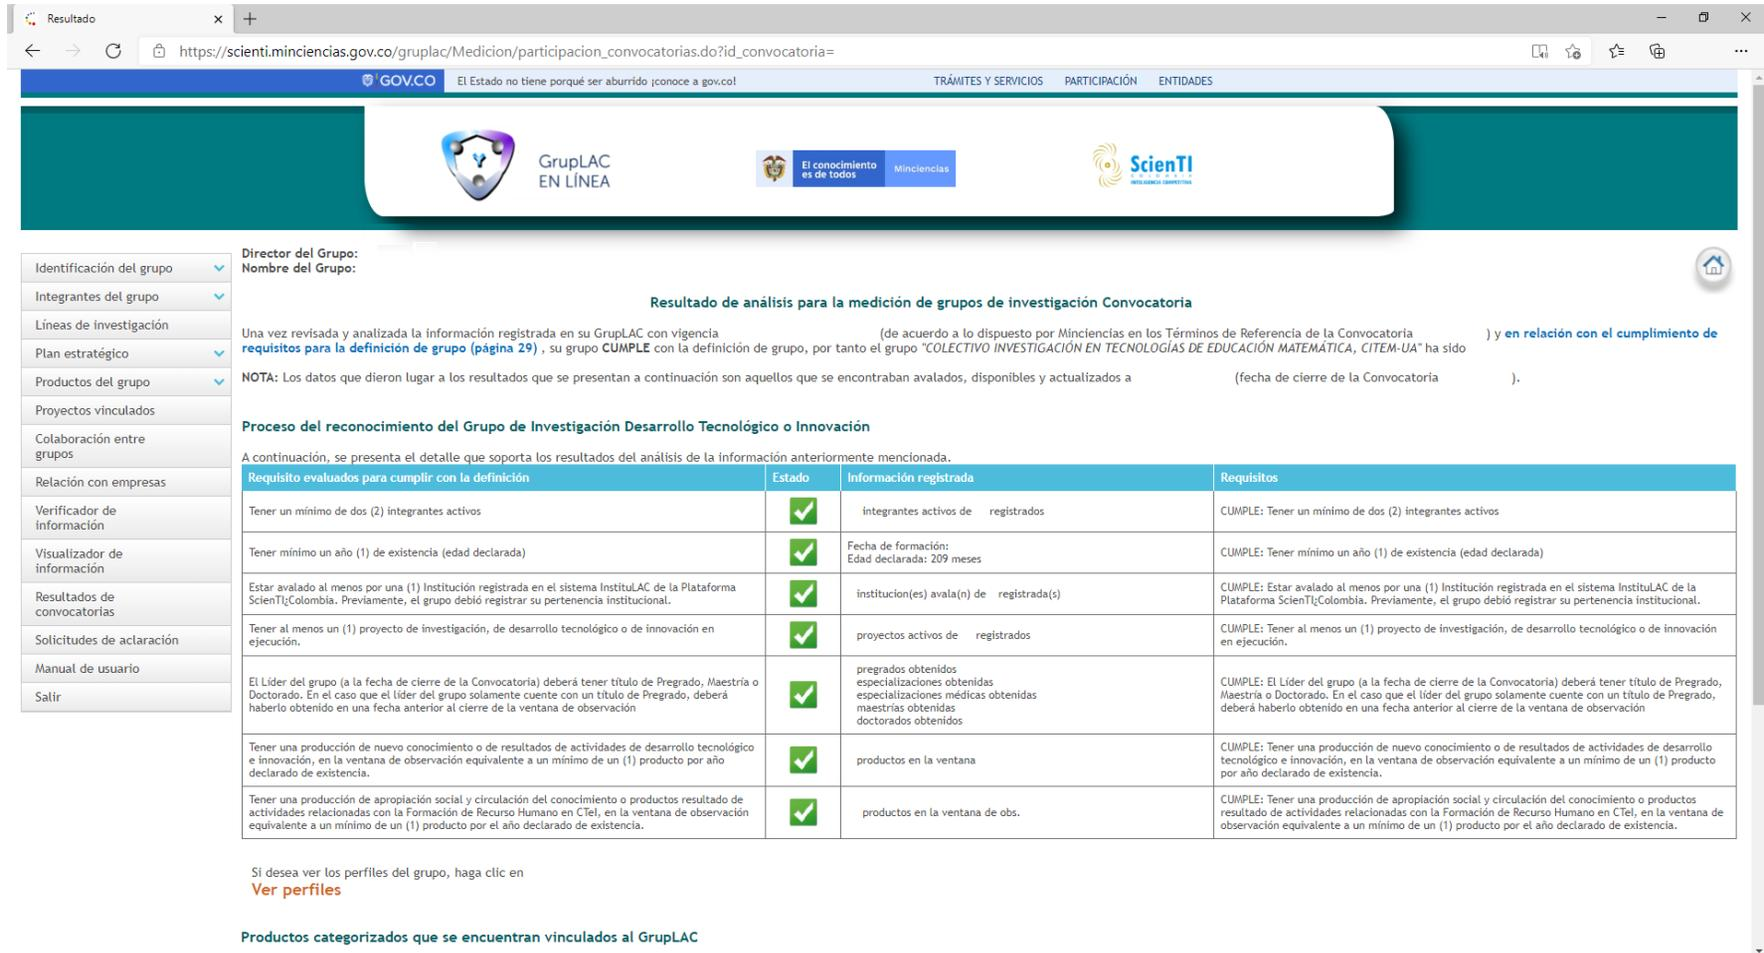 Resultado
https://scienti.minciencias.gov.co/gruplac/Medicion/participacion_convocatorias.do?id_convocatoria=
GOV.CO
El Estado no tiene porqué ser aburrido ¡conoce a gov.co!
TRÁMITES Y SERVICIOS
PARTICIPACIÓN
ENTIDADES
GrupLAC
EN LÍNEA
El conocimiento
es de todos
Minciencias
ScienTI
COLOMBIA
INTELIGENCIA COMPETITIVA
Identificación del grupo
Integrantes del grupo
Líneas de investigación
Plan estratégico
Productos del grupo
Proyectos vinculados
Colaboración entre
grupos
Relación con empresas
Verificador de
información
Visualizador de
información
Resultados de
convocatorias
Solicitudes de aclaración
Manual de usuario
Salir
Director del Grupo:
Nombre del Grupo:
Resultado de análisis para la medición de grupos de investigación Convocatoria
Una vez revisada y analizada la información registrada en su GrupLAC con vigencia (de acuerdo a lo dispuesto por Minciencias en los Términos de Referencia de la Convocatoria ) y en relación con el cumplimiento de
requisitos para la definición de grupo (página 29) , su grupo CUMPLE con la definición de grupo, por tanto el grupo "COLECTIVO INVESTIGACIÓN EN TECNOLOGÍAS DE EDUCACIÓN MATEMÁTICA, CITEM-UA" ha sido
NOTA: Los datos que dieron lugar a los resultados que se presentan a continuación son aquellos que se encontraban avalados, disponibles y actualizados a (fecha de cierre de la Convocatoria ).
Proceso del reconocimiento del Grupo de Investigación Desarrollo Tecnológico o Innovación
A continuación, se presenta el detalle que soporta los resultados del análisis de la información anteriormente mencionada.
Requisito evaluados para cumplir con la definición
Estado
Información registrada
Requisitos
Tener un mínimo de dos (2) integrantes activos
integrantes activos de registrados
CUMPLE: Tener un mínimo de dos (2) integrantes activos
Tener mínimo un año (1) de existencia (edad declarada)
Fecha de formación:
Edad declarada: 209 meses
CUMPLE: Tener mínimo un año (1) de existencia (edad declarada)
Estar avalado al menos por una (1) Institución registrada en el sistema InstituLAC de la Plataforma
ScienTI¿Colombia. Previamente, el grupo debió registrar su pertenencia institucional.
institucion(es) avala(n) de registrada(s)
CUMPLE: Estar avalado al menos por una (1) Institución registrada en el sistema InstituLAC de la
Plataforma ScienTI¿Colombia. Previamente, el grupo debió registrar su pertenencia institucional.
Tener al menos un (1) proyecto de investigación, de desarrollo tecnológico o de innovación en
ejecución.
proyectos activos de registrados
CUMPLE: Tener al menos un (1) proyecto de investigación, de desarrollo tecnológico o de innovación
en ejecución.
El Líder del grupo (a la fecha de cierre de la Convocatoria) deberá tener título de Pregrado, Maestría o
Doctorado. En el caso que el líder del grupo solamente cuente con un título de Pregrado, deberá
haberlo obtenido en una fecha anterior al cierre de la ventana de observación
pregrados obtenidos
especializaciones obtenidas
especializaciones médicas obtenidas
maestrías obtenidas
doctorados obtenidos
CUMPLE: El Líder del grupo (a la fecha de cierre de la Convocatoria) deberá tener título de Pregrado,
Maestría o Doctorado. En el caso que el líder del grupo solamente cuente con un título de Pregrado,
deberá haberlo obtenido en una fecha anterior al cierre de la ventana de observación
Tener una producción de nuevo conocimiento o de resultados de actividades de desarrollo tecnológico
e innovación, en la ventana de observación equivalente a un mínimo de un (1) producto por año
declarado de existencia.
productos en la ventana
CUMPLE: Tener una producción de nuevo conocimiento o de resultados de actividades de desarrollo
tecnológico e innovación, en la ventana de observación equivalente a un mínimo de un (1) producto
por año declarado de existencia.
Tener una producción de apropiación social y circulación del conocimiento o productos resultado de
actividades relacionadas con la Formación de Recurso Humano en CTeI, en la ventana de observación
equivalente a un mínimo de un (1) producto por el año declarado de existencia.
productos en la ventana de obs.
CUMPLE: Tener una producción de apropiación social y circulación del conocimiento o productos
resultado de actividades relacionadas con la Formación de Recurso Humano en CTeI, en la ventana de
observación equivalente a un mínimo de un (1) producto por el año declarado de existencia.
Si desea ver los perfiles del grupo, haga clic en
Ver perfiles
Productos categorizados que se encuentran vinculados al GrupLAC